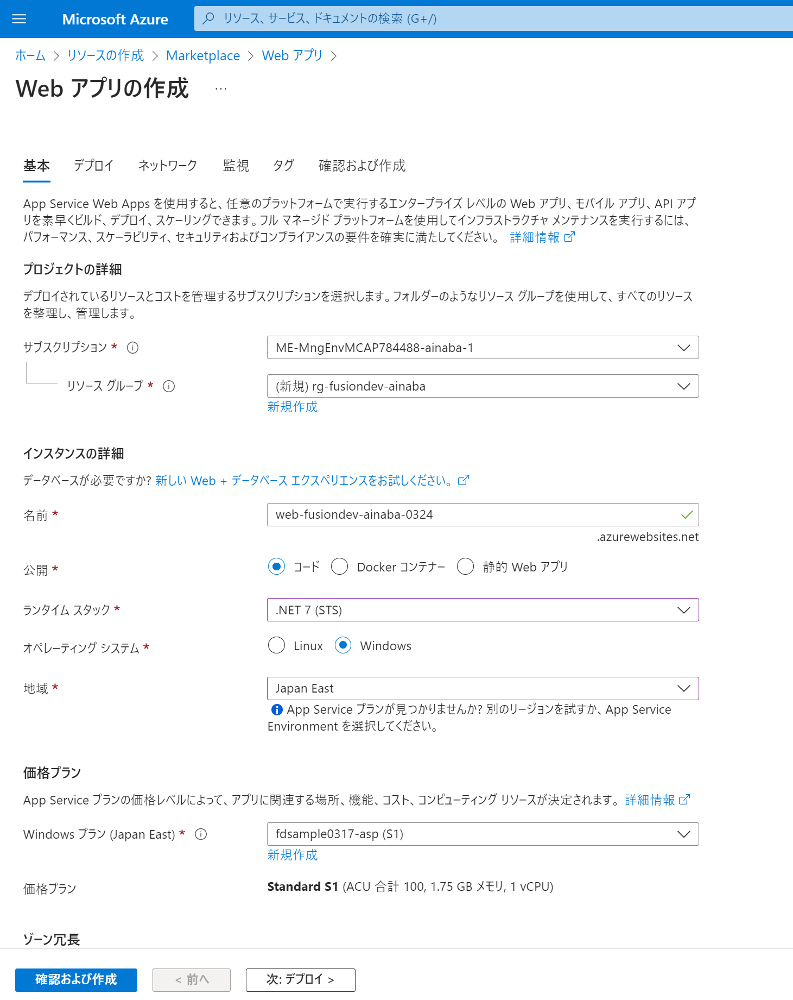 Microsoft Azure
リソース、サービス、ドキュメントの検索 (G+/)
ホーム > リソースの作成 > Marketplace > Web アプリ >
Web アプリの作成 …
基本 デプロイ ネットワーク 監視 タグ 確認および作成
App Service Web Apps を使用すると、任意のプラットフォームで実行するエンタープライズ レベルの Web アプリ、モバイル アプリ、API アプ
リを素早くビルド、デプロイ、スケーリングできます。フル マネージド プラットフォームを使用してインフラストラクチャ メンテナンスを実行するには、
パフォーマンス、スケーラビリティ、セキュリティおよびコンプライアンスの要件を確実に満たしてください。 詳細情報
プロジェクトの詳細
デプロイされているリソースとコストを管理するサブスクリプションを選択します。フォルダーのようなリソース グループを使用して、すべてのリソース
を整理し、管理します。
サブスクリプション * ME-MngEnvMCAP784488-ainaba-1
リソース グループ * (新規) rg-fusiondev-ainaba
新規作成
インスタンスの詳細
データベースが必要ですか? 新しい Web + データベース エクスペリエンスをお試しください。
名前 * web-fusiondev-ainaba-0324
.azurewebsites.net
公開 * コード Docker コンテナー 静的 Web アプリ
ランタイム スタック * .NET 7 (STS)
オペレーティング システム * Linux Windows
地域 * Japan East
App Service プランが見つかりませんか? 別のリージョンを試すか、App Service
Environment を選択してください。
価格プラン
App Service プランの価格レベルによって、アプリに関連する場所、機能、コスト、コンピューティング リソースが決定されます。 詳細情報
Windows プラン (Japan East) * fdsample0317-asp (S1)
新規作成
価格プラン Standard S1 (ACU 合計 100, 1.75 GB メモリ, 1 vCPU)
ゾーン冗長
確認および作成 < 前へ 次: デプロイ >